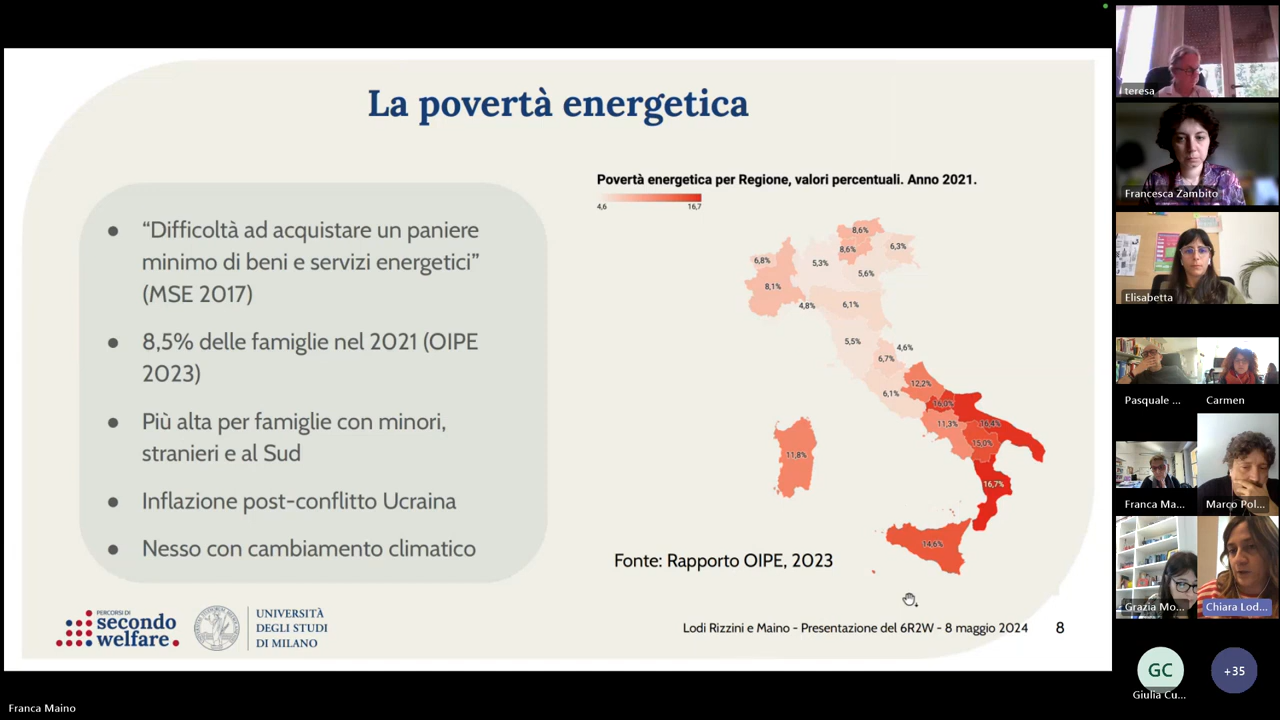 La povertà energetica
“Difficoltà ad acquistare un paniere
minimo di beni e servizi energetici”
(MSE 2017)
8,5% delle famiglie nel 2021 (OIPE
2023)
Più alta per famiglie con minori,
stranieri e al Sud
Inflazione post-conflitto Ucraina
Nesso con cambiamento climatico
Povertà energetica per Regione, valori percentuali. Anno 2021.
4,6 16,7
8,6%
8,6%
6,3%
6,8%
5,3%
5,6%
8,1%
4,8%
6,1%
5,5%
4,6%
6,7%
12,2%
6,1%
16,0%
11,3%
16,4%
15,0%
11,8%
16,7%
14,6%
Fonte: Rapporto OIPE, 2023
PERCORSI DI
secondo
welfare
UNIVERSITÀ
DEGLI STUDI
DI MILANO
Lodi Rizzini e Maino - Presentazione del 6R2W - 8 maggio 2024 8
Franca Maino
teresa
Francesca Zambito
Elisabetta
Pasquale ...
Carmen
Franca Ma...
Marco Pol...
Grazia Mo...
Chiara Lod...
GC
Giulia Cu...
+35